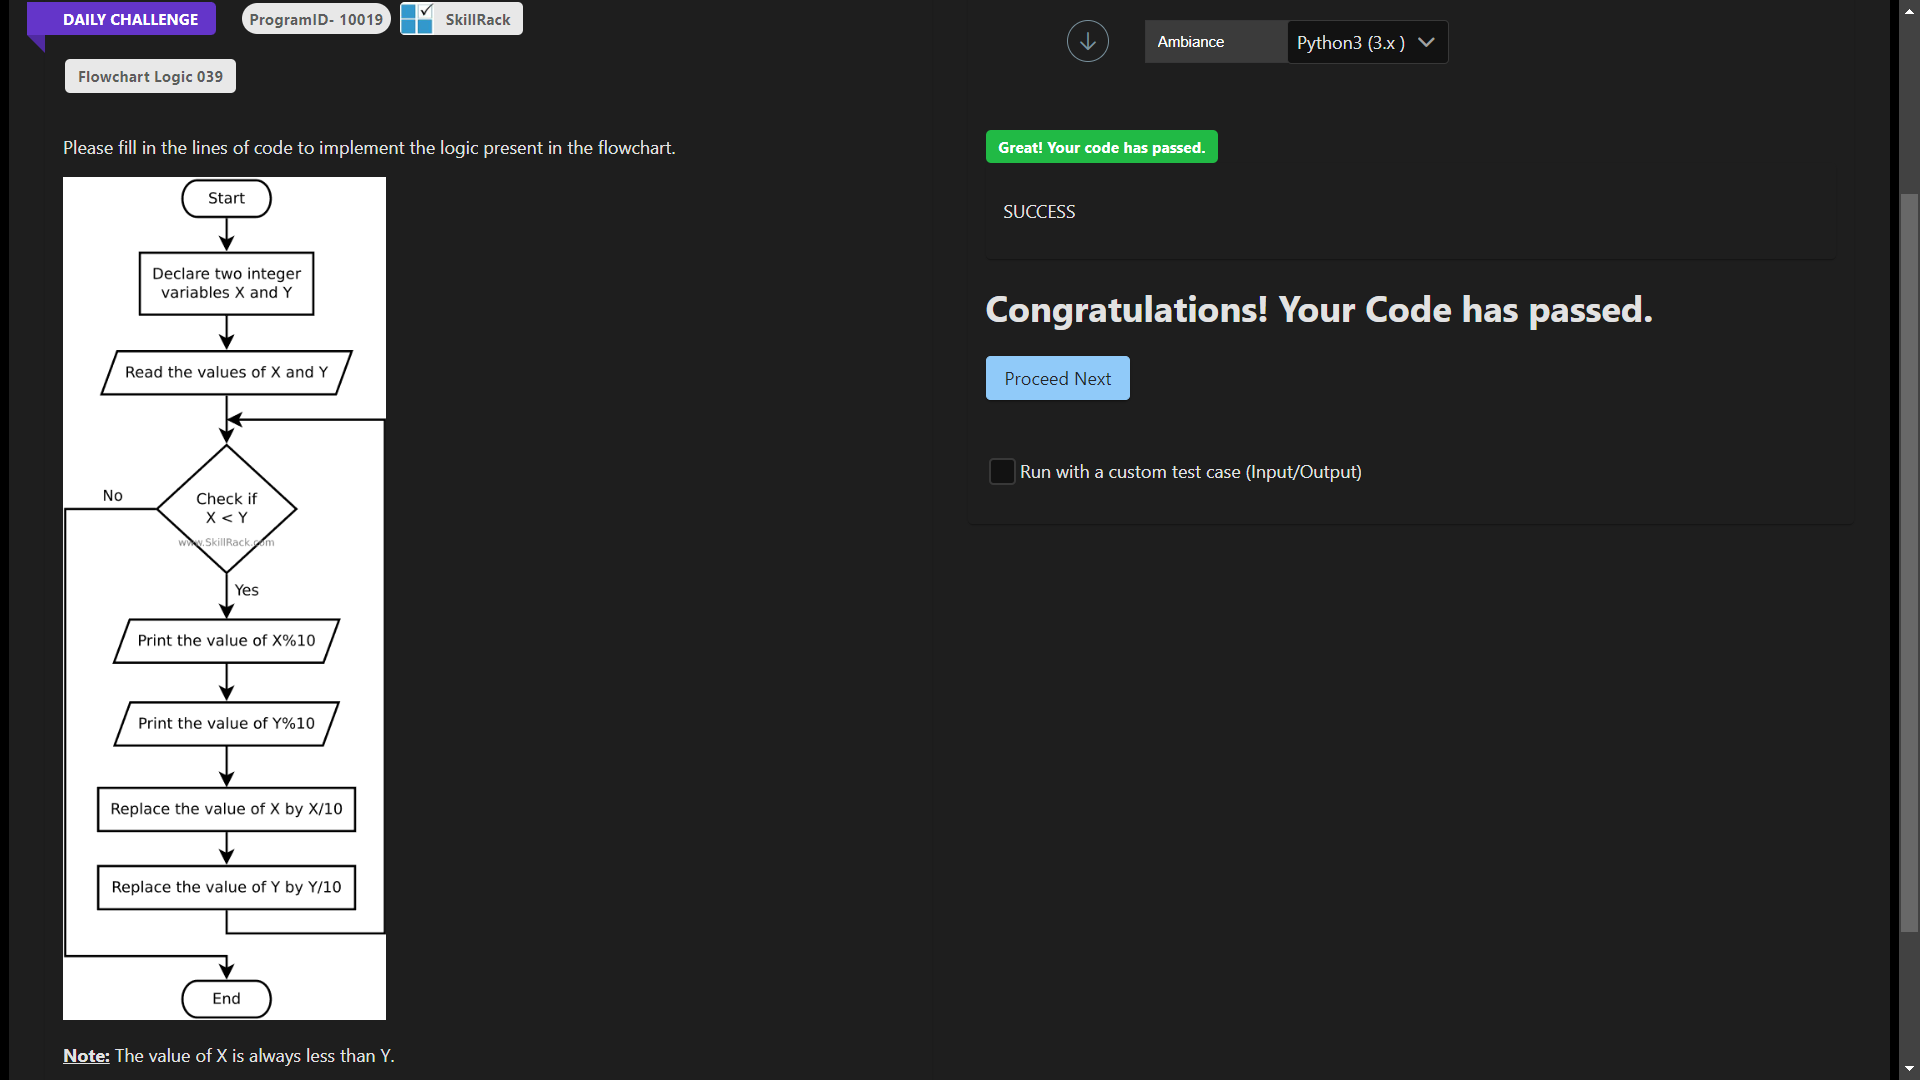 DAILY CHALLENGE
ProgramID- 10019
SkillRack
Flowchart Logic 039
Please fill in the lines of code to implement the logic present in the flowchart.
Start
Declare two integer
variables X and Y
Read the values of X and Y
No
Check if
X < Y
www.SkillRack.com
Yes
Print the value of X%10
Print the value of Y%10
Replace the value of X by X/10
Replace the value of Y by Y/10
End
Note: The value of X is always less than Y.
Ambiance
Python3 (3.x )
Great! Your code has passed.
SUCCESS
Congratulations! Your Code has passed.
Proceed Next
Run with a custom test case (Input/Output)